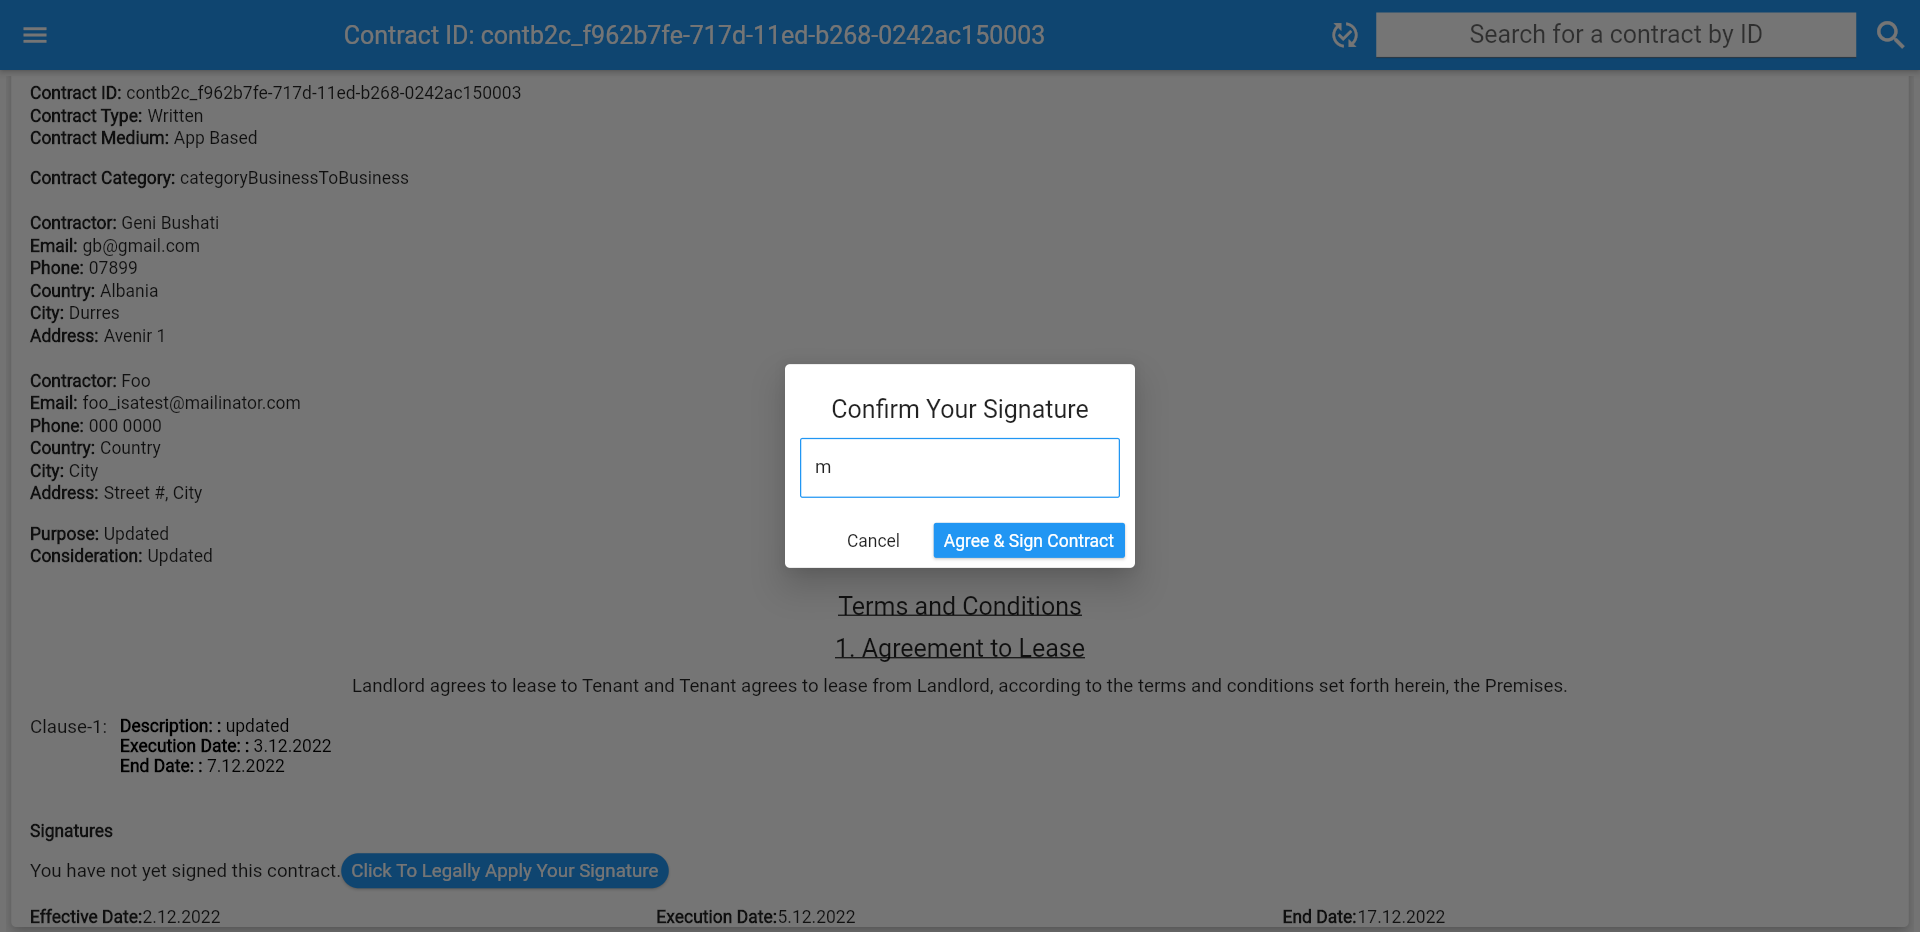 Contract ID: contb2c_f962b7fe-717d-11ed-b268-0242ac150003
Search for a contract by ID
Contract ID: contb2c_f962b7fe-717d-11ed-b268-0242ac150003
Contract Type: Written
Contract Medium: App Based
Contract Category: categoryBusinessToBusiness
Contractor: Geni Bushati
Email: gb@gmail.com
Phone: 07899
Country: Albania
City: Durres
Address: Avenir 1
Contractor: Foo
Email: foo_isatest@mailinator.com
Phone: 000 0000
Country: Country
City: City
Address: Street #, City
Purpose: Updated
Consideration: Updated
Confirm Your Signature
m
Cancel Agree & Sign Contract
Terms and Conditions
1. Agreement to Lease
Landlord agrees to lease to Tenant and Tenant agrees to lease from Landlord, according to the terms and conditions set forth herein, the Premises.
Clause-1: Description: : updated
Execution Date: : 3.12.2022
End Date: : 7.12.2022
Signatures
You have not yet signed this contract. Click To Legally Apply Your Signature
Effective Date:2.12.2022 Execution Date:5.12.2022 End Date:17.12.2022